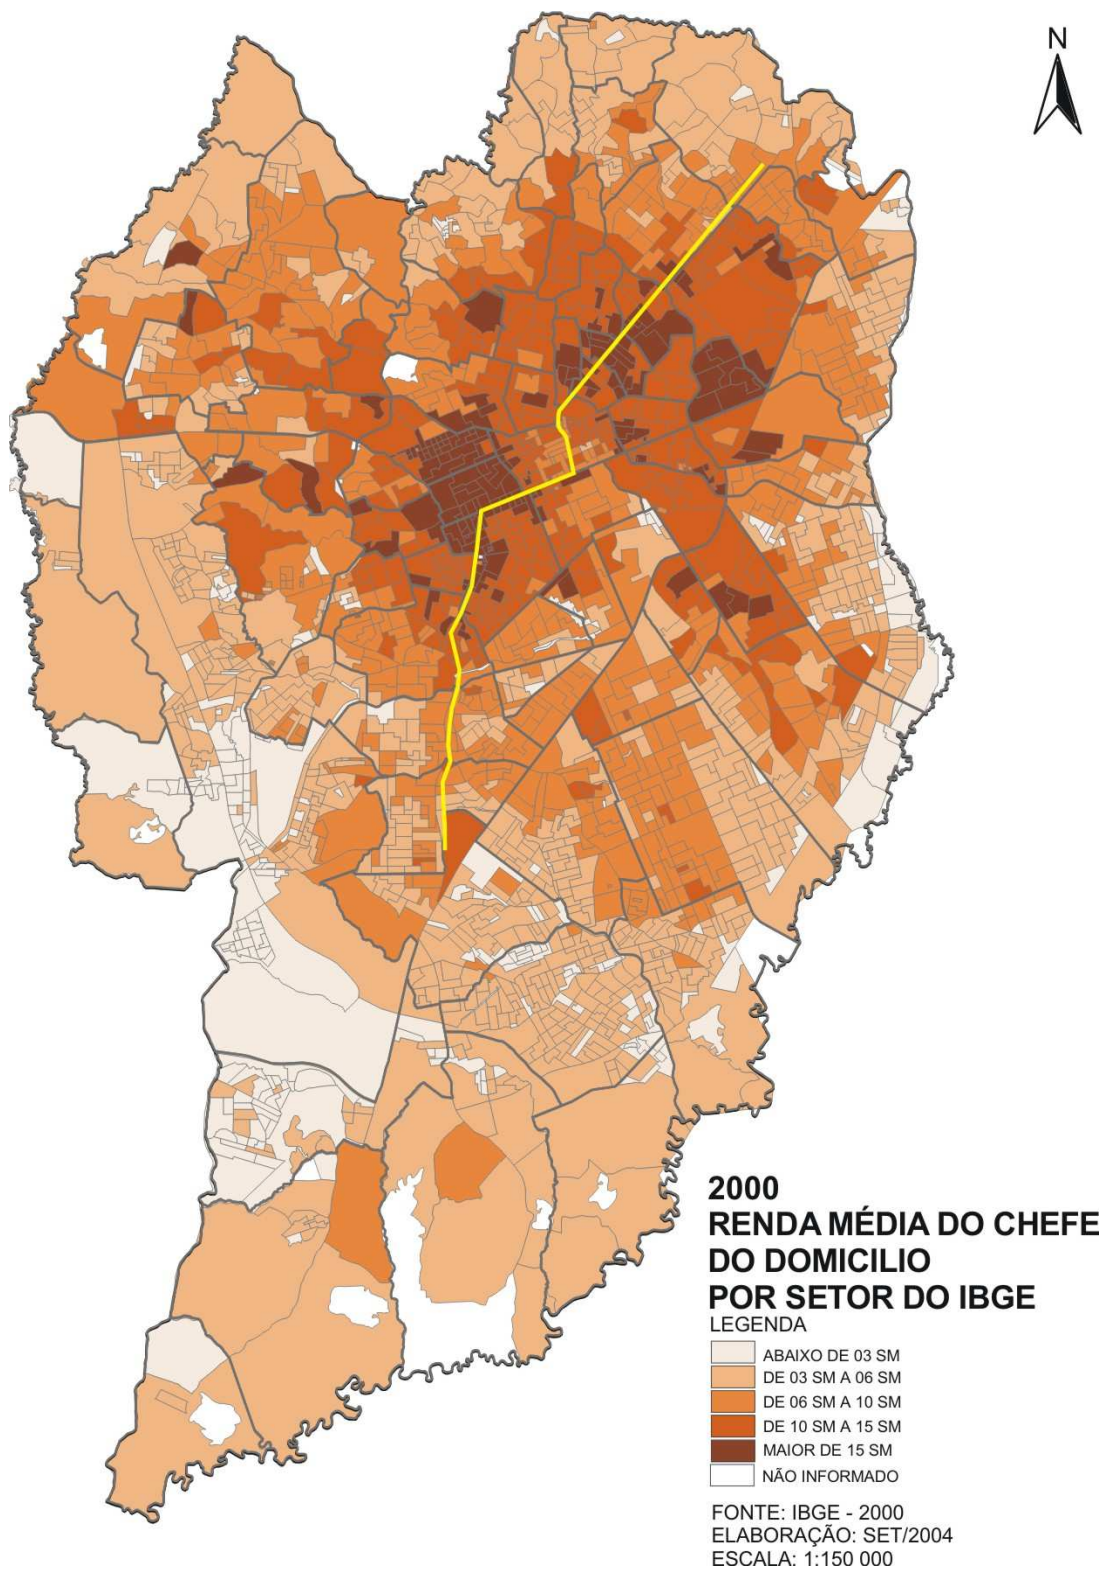 N
2000
RENDA MÉDIA DO CHEFE
DO DOMICILIO
POR SETOR DO IBGE
LEGENDA
ABAIXO DE 03 SM
DE 03 SM A 06 SM
DE 06 SM A 10 SM
DE 10 SM A 15 SM
MAIOR DE 15 SM
NÃO INFORMADO
FONTE: IBGE - 2000
ELABORAÇÃO: SET/2004
ESCALA: 1:150 000